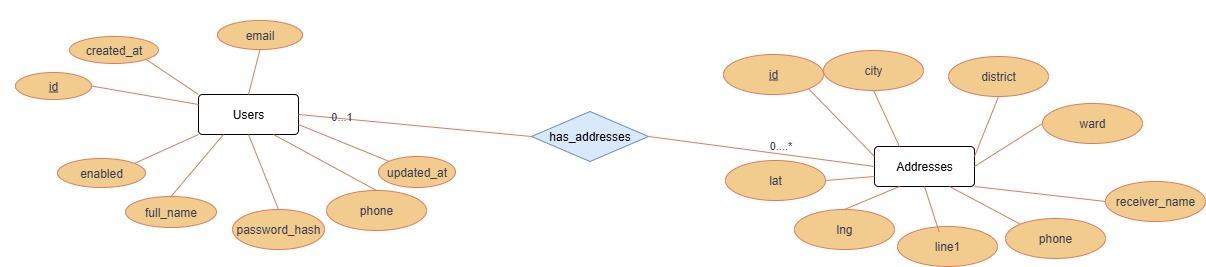 email
created_at
id
Users
0...1
enabled
full_name
password_hash
phone
updated_at
has_addresses
0....*
id
city
district
ward
Addresses
lat
lng
line1
phone
receiver_name